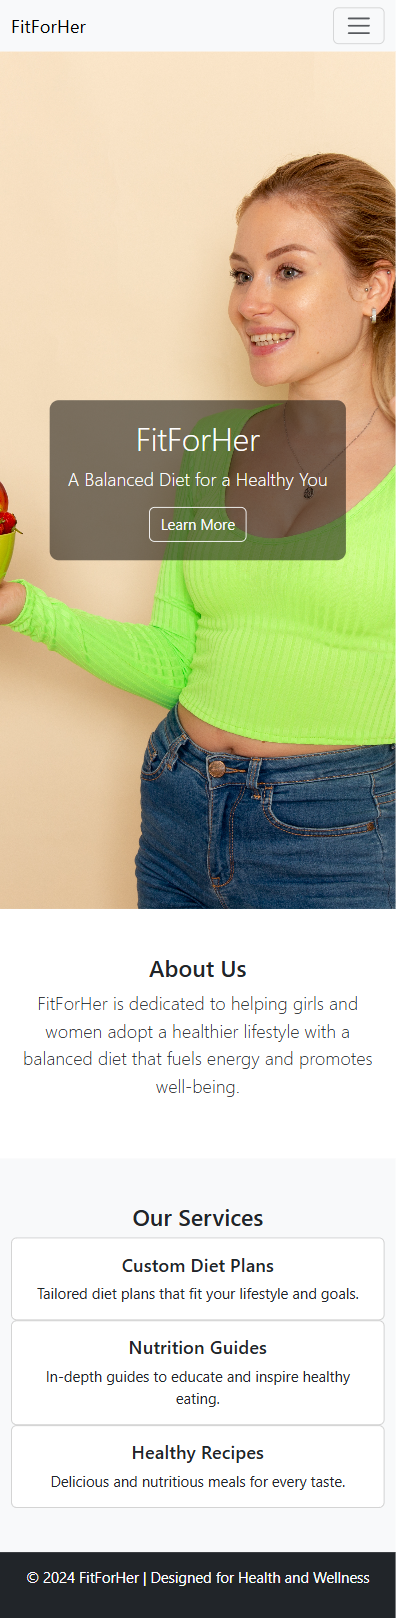 FitForHer
FitForHer
A Balanced Diet for a Healthy You
Learn More
About Us
FitForHer is dedicated to helping girls and
women adopt a healthier lifestyle with a
balanced diet that fuels energy and promotes
well-being.
Our Services
Custom Diet Plans
Tailored diet plans that fit your lifestyle and goals.
Nutrition Guides
In-depth guides to educate and inspire healthy
eating.
Healthy Recipes
Delicious and nutritious meals for every taste.
© 2024 FitForHer | Designed for Health and Wellness